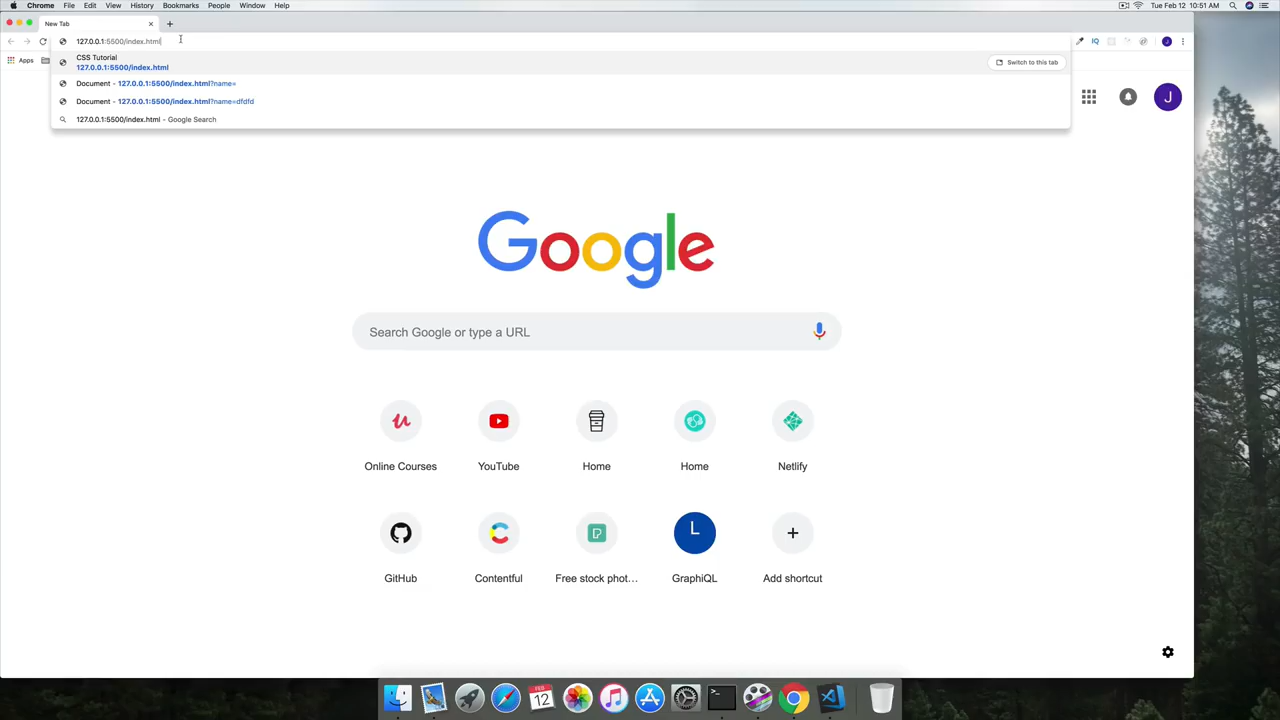 Chrome File Edit View History Bookmarks People Window Help
Tue Feb 12 10:51 AM
New Tab
127.0.0.1:5500/index.html
IQ
J
Apps
CSS Tutorial
127.0.0.1:5500/index.html
Switch to this tab
Document - 127.0.0.1:5500/index.html?name=
Document - 127.0.0.1:5500/index.html?name=dfdfd
127.0.0.1:5500/index.html - Google Search
J
Google
Search Google or type a URL
Online Courses YouTube Home Home Netlify
L
GitHub Contentful Free stock phot... GraphiQL Add shortcut
FEB
12